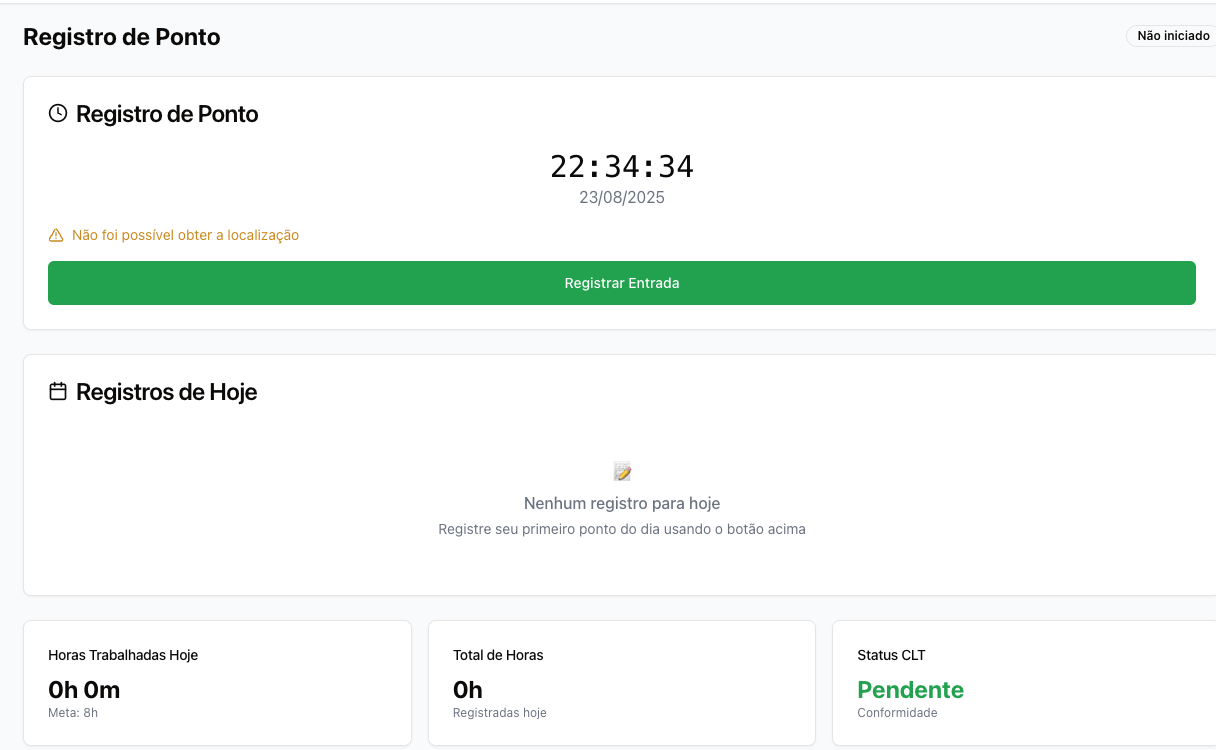 Registro de Ponto
Não iniciado
Registro de Ponto
22:34:34
23/08/2025
Não foi possível obter a localização
Registrar Entrada
Registros de Hoje
Nenhum registro para hoje
Registre seu primeiro ponto do dia usando o botão acima
Horas Trabalhadas Hoje
0h 0m
Meta: 8h
Total de Horas
0h
Registradas hoje
Status CLT
Pendente
Conformidade